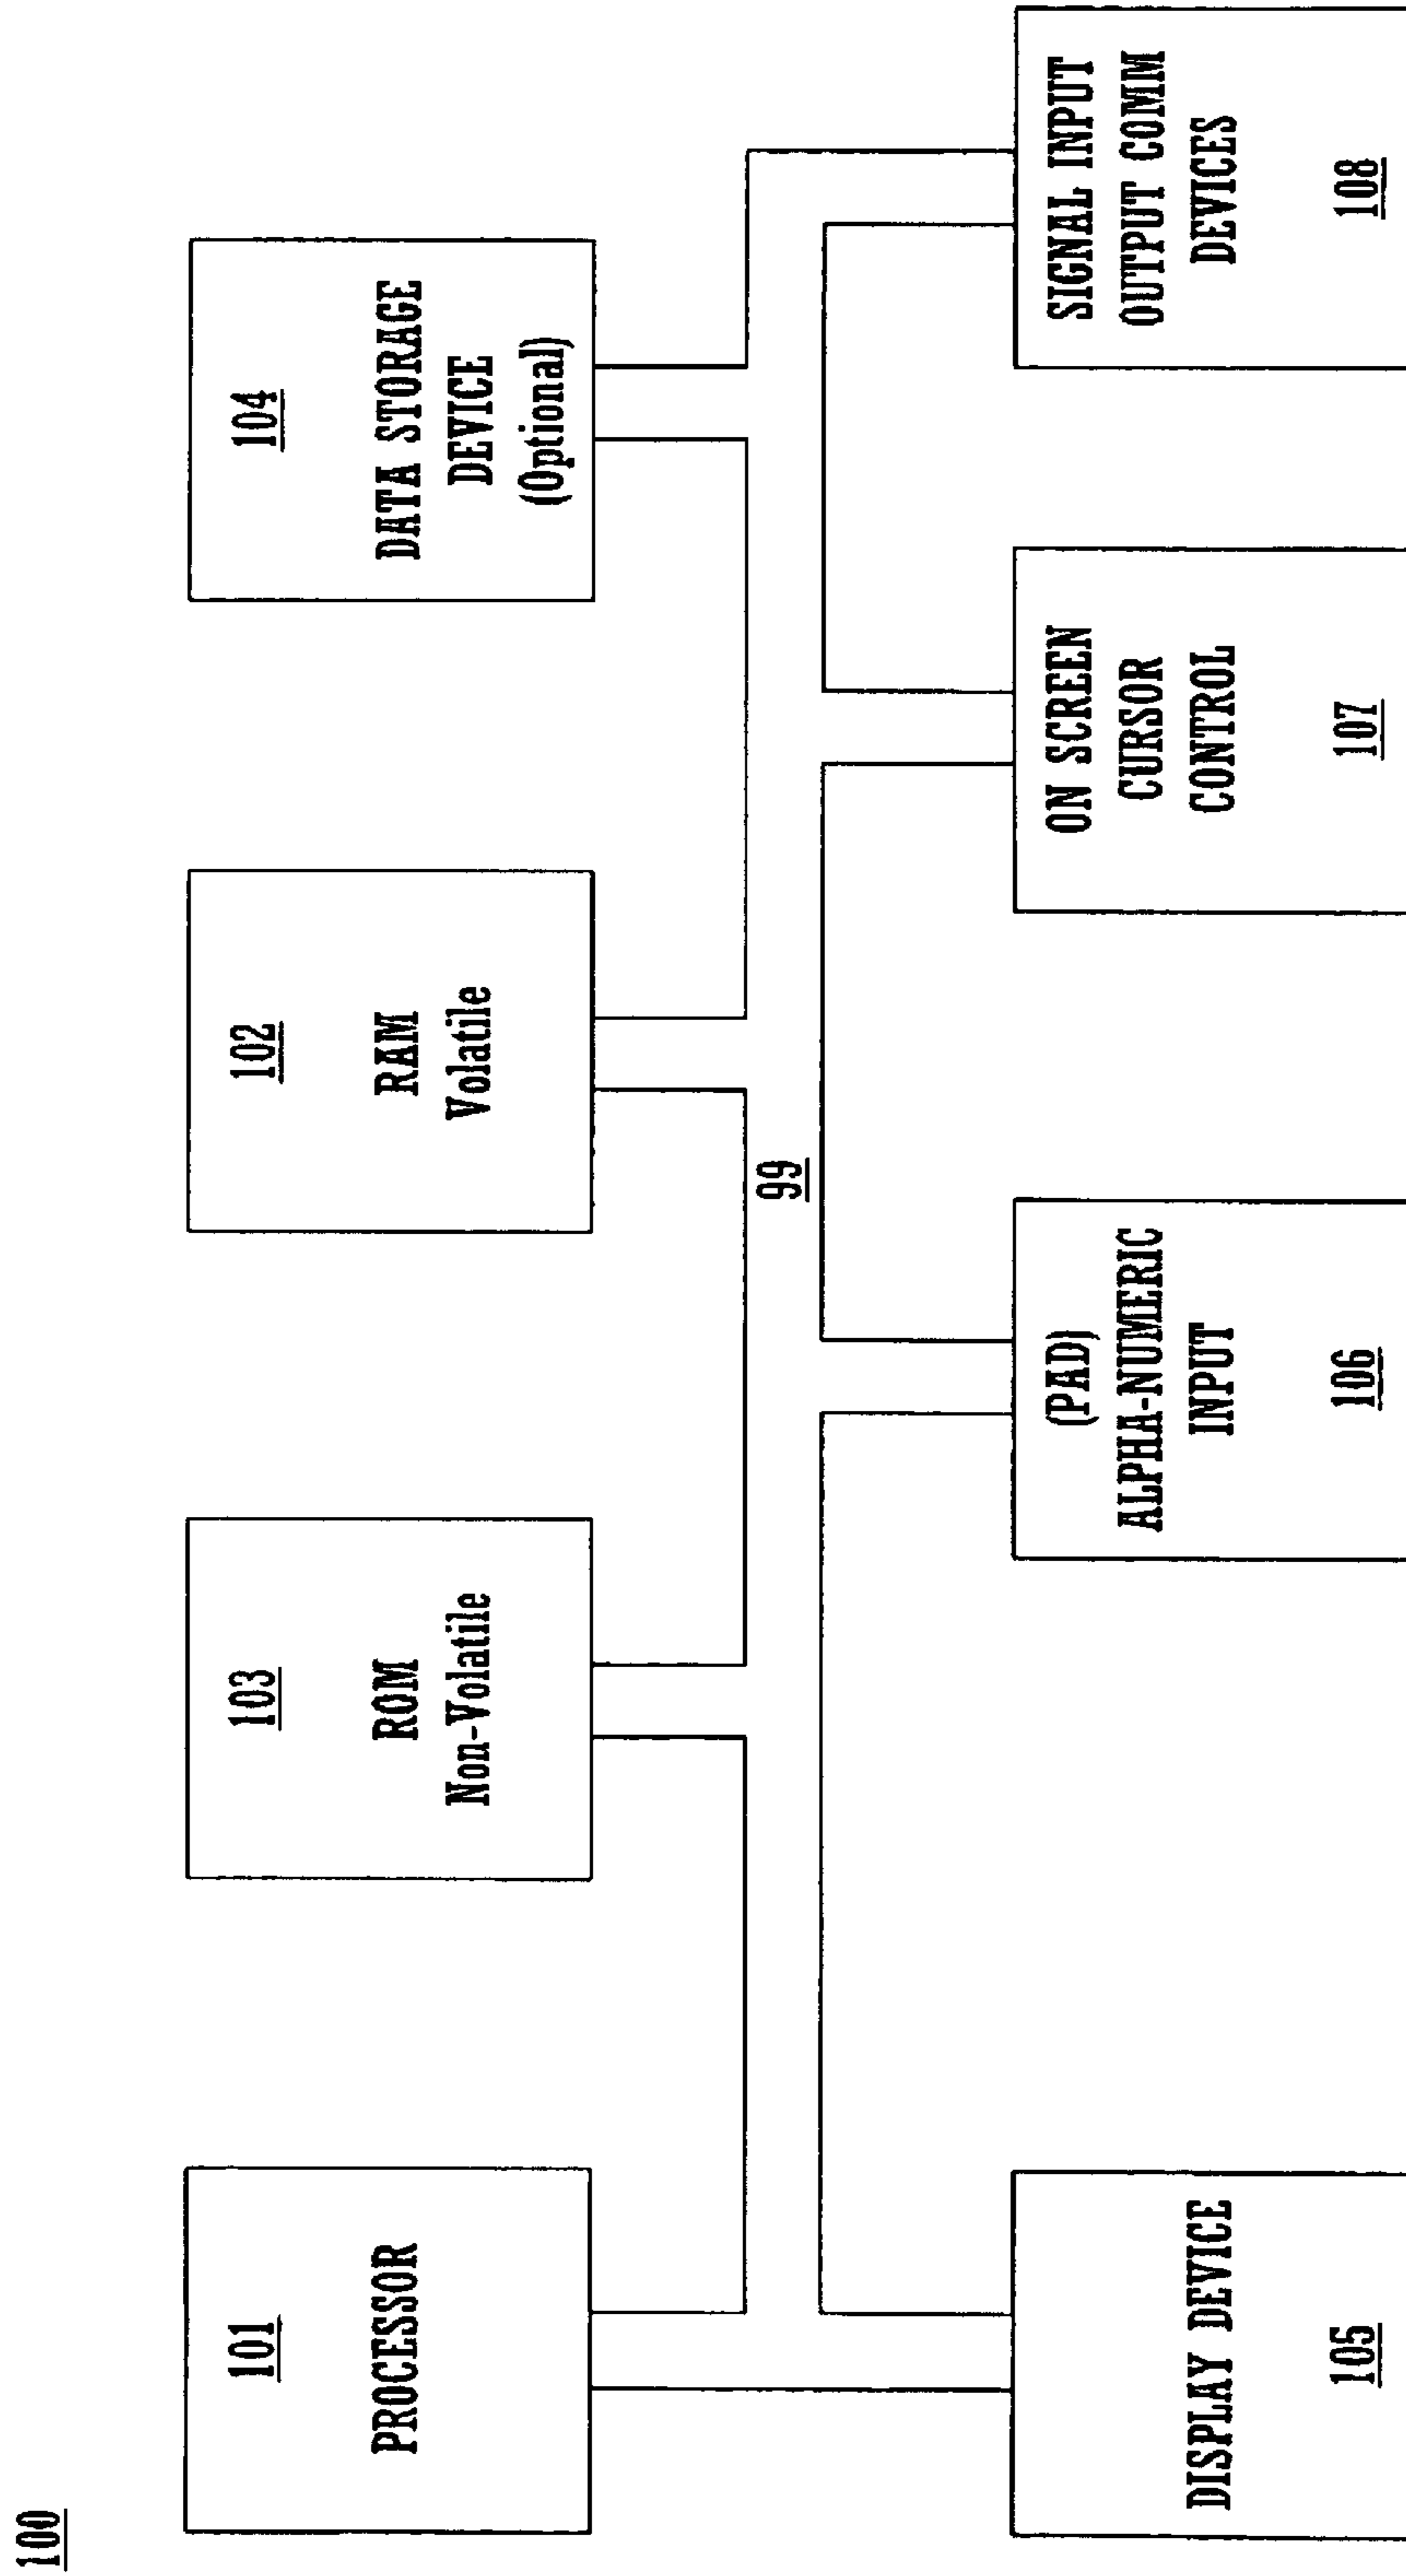 100
101
PROCESSOR
103
ROM
Non-Volatile
102
RAM
Volatile
104
DATA STORAGE
DEVICE
(Optional)
99
DISPLAY DEVICE
105
(PAD)
ALPHA-NUMERIC
INPUT
106
ON SCREEN
CURSOR
CONTROL
107
SIGNAL INPUT
OUTPUT COMM
DEVICES
108